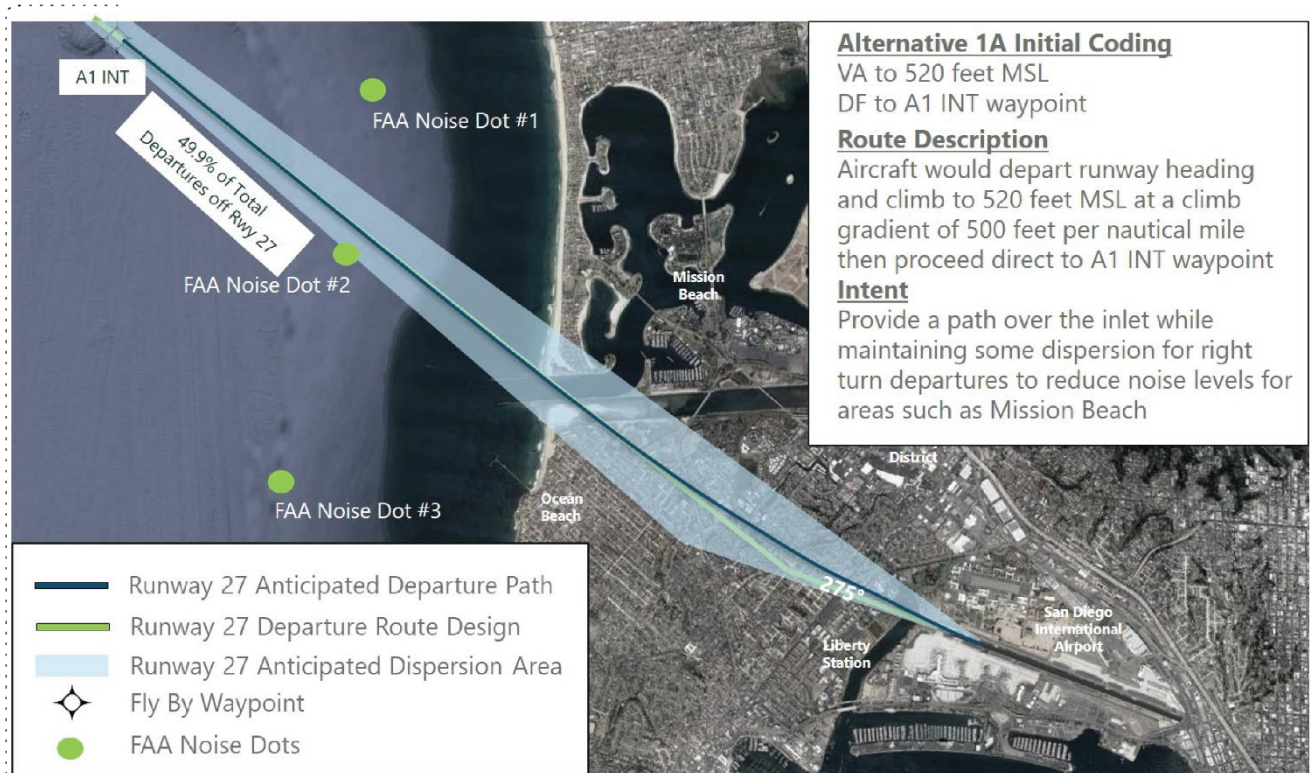 A1 INT
49.9% of Total
Departures off Rwy 27
FAA Noise Dot #1
FAA Noise Dot #2
FAA Noise Dot #3
Mission
Beach
Ocean
Beach
275°
Liberty
Station
San Diego
International
Airport
District
Alternative 1A Initial Coding
VA to 520 feet MSL
DF to A1 INT waypoint
Route Description
Aircraft would depart runway heading
and climb to 520 feet MSL at a climb
gradient of 500 feet per nautical mile
then proceed direct to A1 INT waypoint
Intent
Provide a path over the inlet while
maintaining some dispersion for right
turn departures to reduce noise levels for
areas such as Mission Beach
Runway 27 Anticipated Departure Path
Runway 27 Departure Route Design
Runway 27 Anticipated Dispersion Area
Fly By Waypoint
FAA Noise Dots